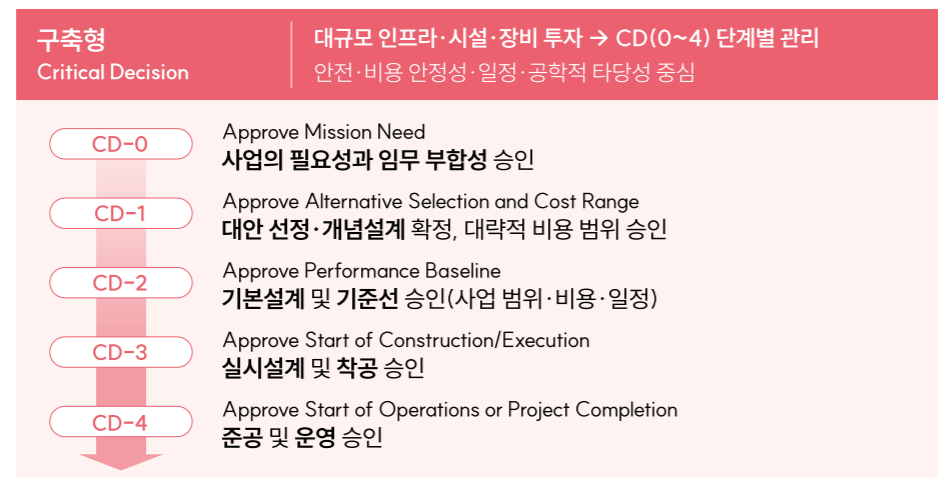 구축형
Critical Decision
대규모 인프라·시설·장비 투자 → CD(0~4) 단계별 관리
안전·비용 안정성·일정·공학적 타당성 중심
CD-0
Approve Mission Need
사업의 필요성과 임무 부합성 승인
CD-1
Approve Alternative Selection and Cost Range
대안 선정·개념설계 확정, 대략적 비용 범위 승인
CD-2
Approve Performance Baseline
기본설계 및 기준선 승인(사업 범위·비용·일정)
CD-3
Approve Start of Construction/Execution
실시설계 및 착공 승인
CD-4
Approve Start of Operations or Project Completion
준공 및 운영 승인